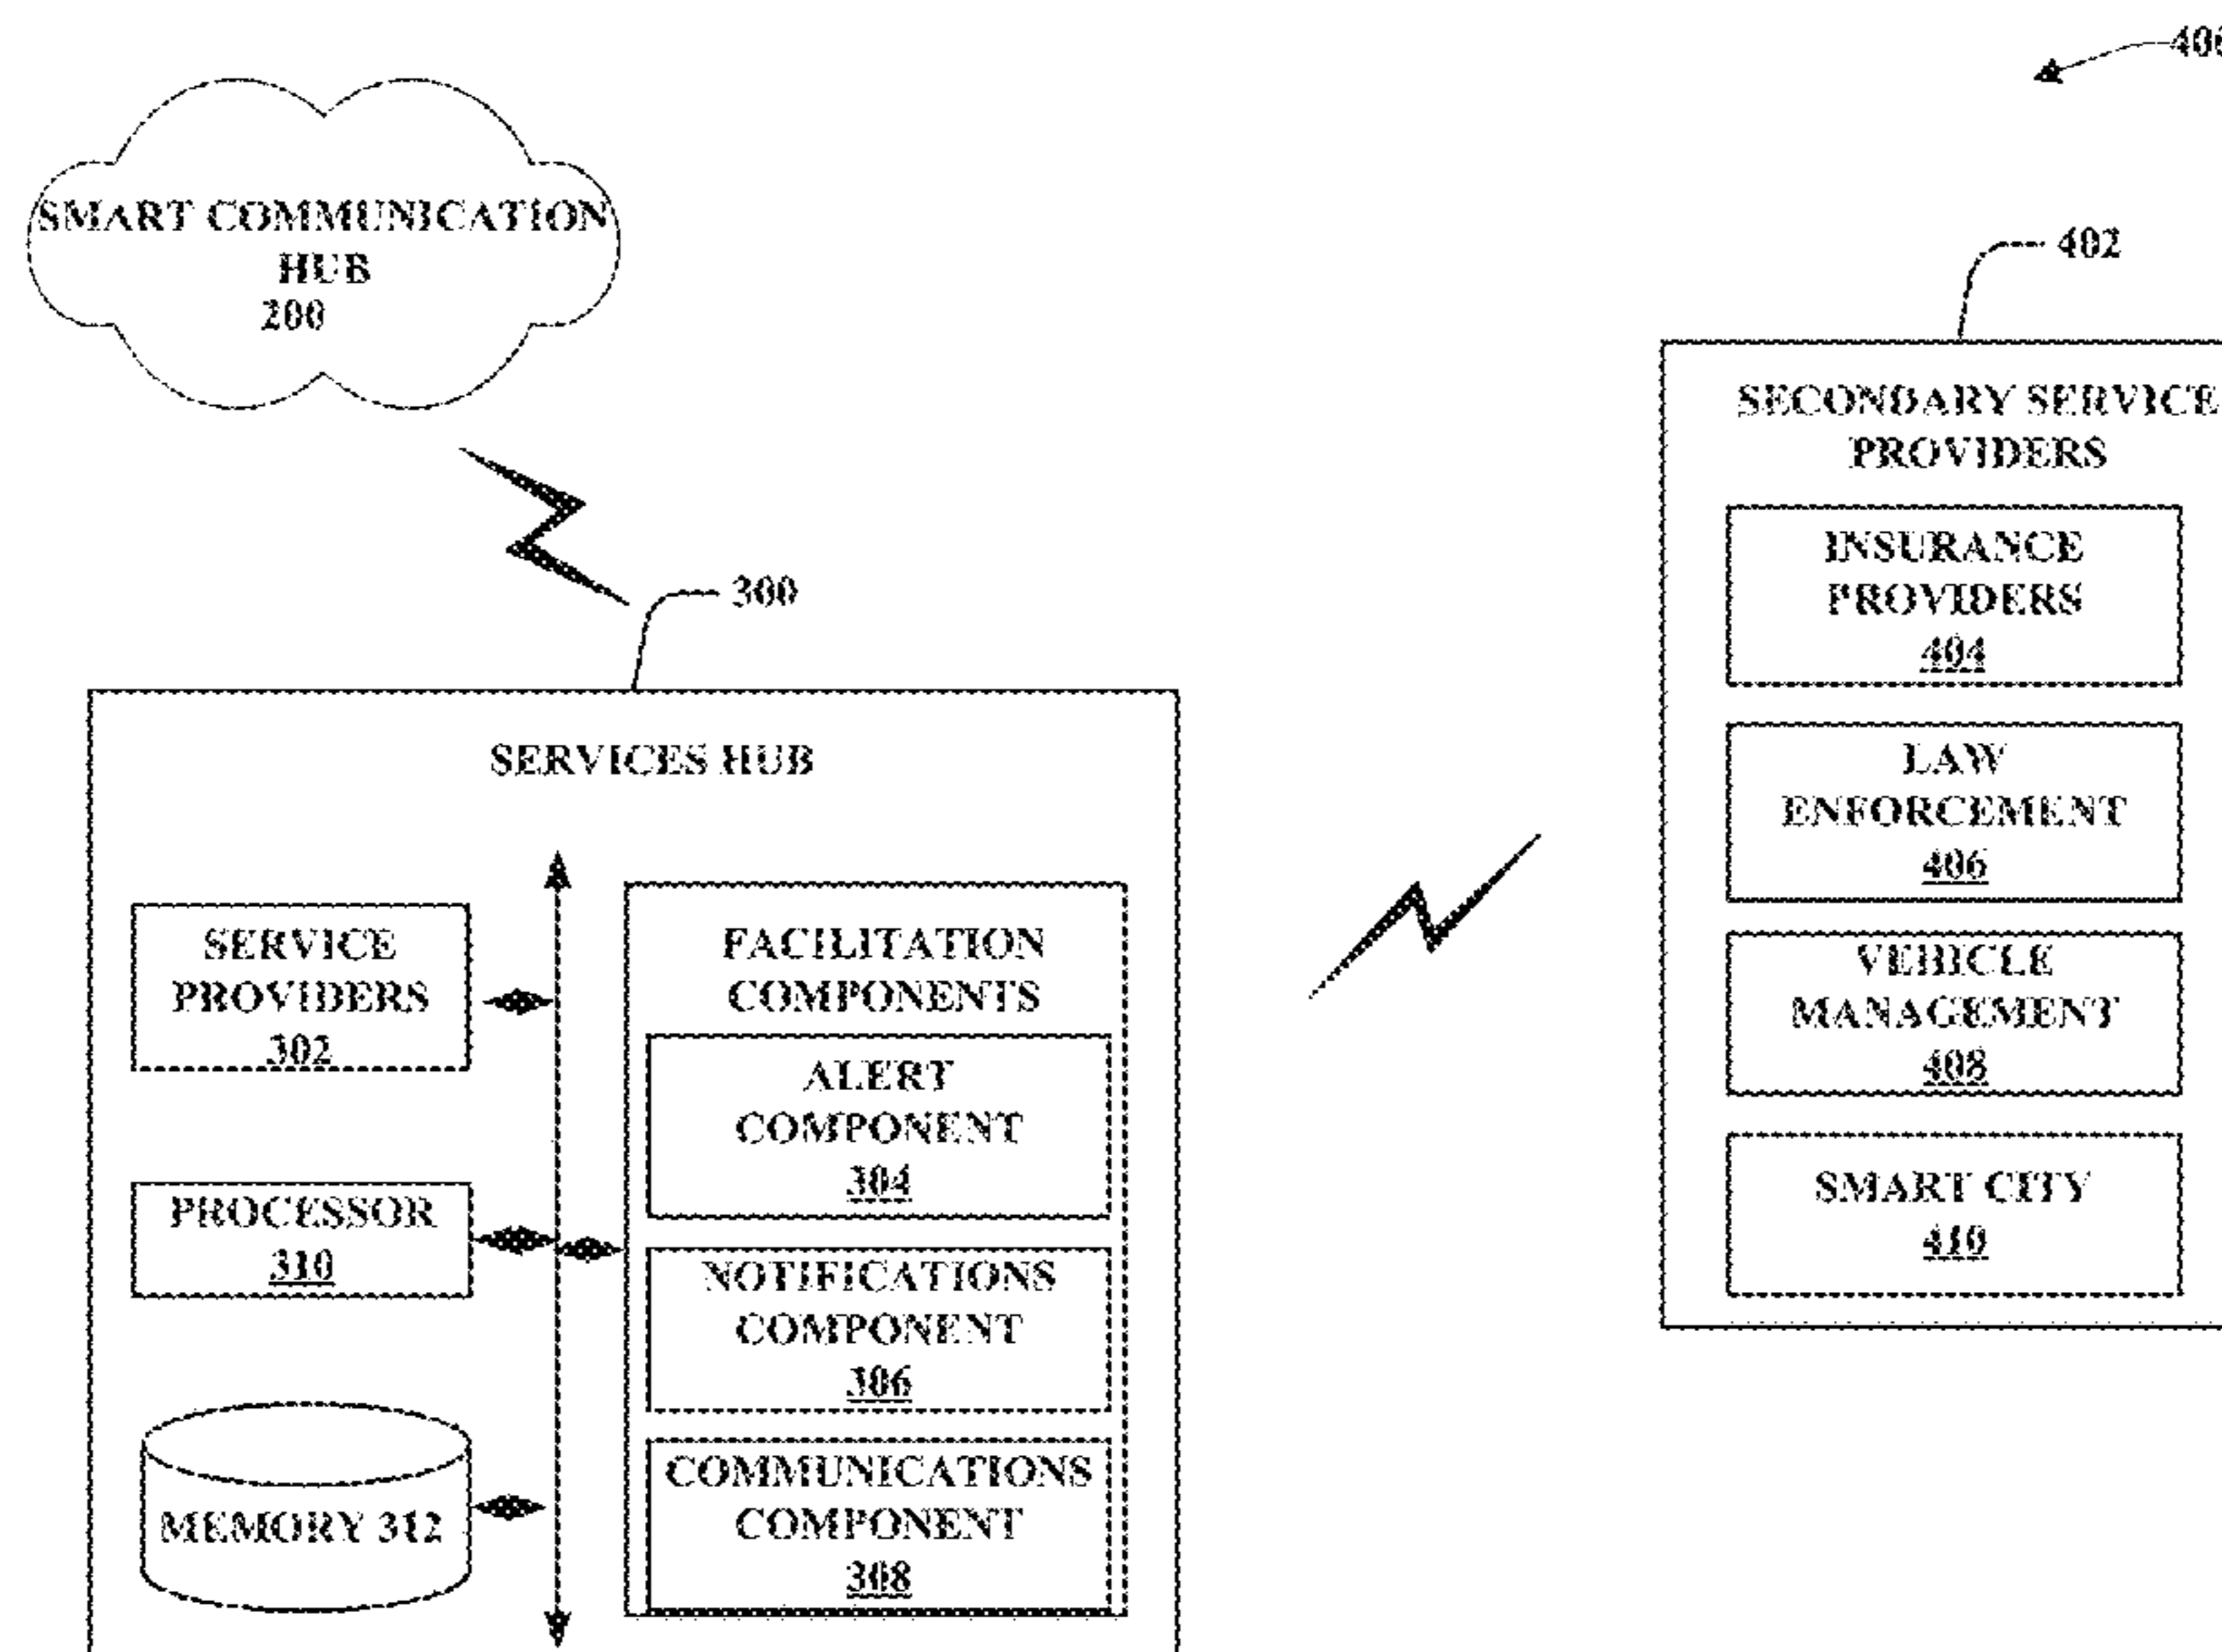 SMART COMMUNICATION
HUB
200
300
SERVICES HUB
SERVICE
PROVIDERS
302
PROCESSOR
310
MEMORY 312
FACILITATION
COMPONENTS
ALERT
COMPONENT
304
NOTIFICATIONS
COMPONENT
306
COMMUNICATIONS
COMPONENT
308
402
SECONDARY SERVICE
PROVIDERS
INSURANCE
PROVIDERS
404
LAW
ENFORCEMENT
406
VEHICLE
MANAGEMENT
408
SMART CITY
410